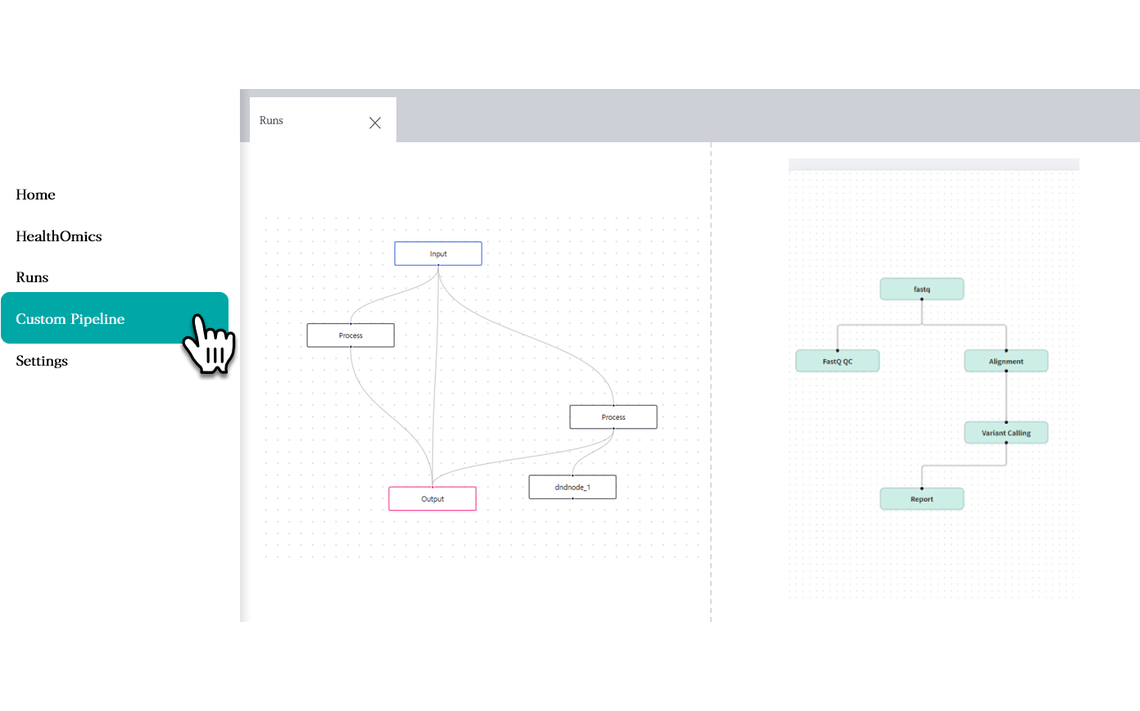 Runs
Home
HealthOmics
Runs
Custom Pipeline
Settings
Input
Process
Process
dndnode_1
Output
fastq
FastQ QC
Alignment
Variant Calling
Report